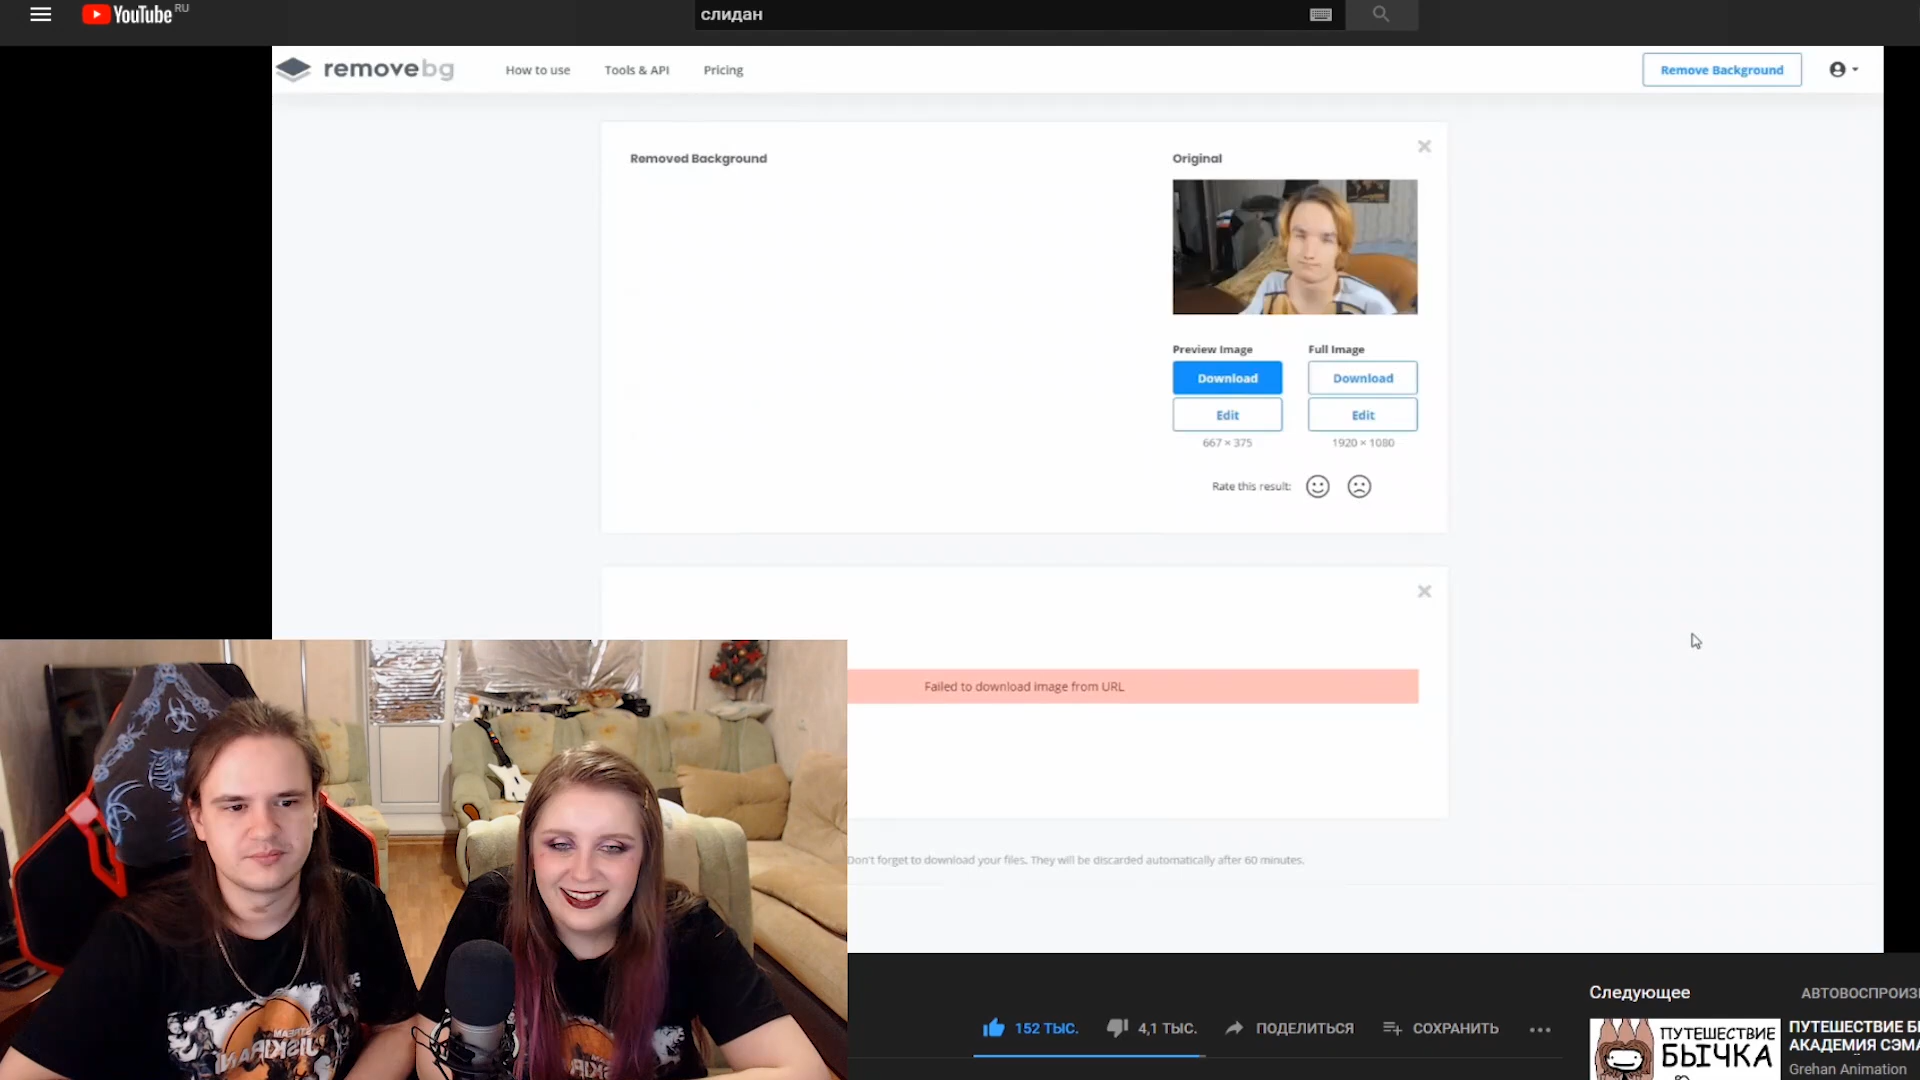 YouTube RU
слидан
removebg
How to use
Tools & API
Pricing
Remove Background
Removed Background
Original
Preview Image
Full Image
Download
Download
Edit
Edit
667 × 375
1920 × 1080
Rate this result:
Failed to download image from URL
Don't forget to download your files. They will be discarded automatically after 60 minutes.
152 ТЫС.
4,1 ТЫС.
ПОДЕЛИТЬСЯ
СОХРАНИТЬ
Следующее
АВТОВОСПРОИЗ
ПУТЕШЕСТВИЕ
БЫЧКА
ПУТЕШЕСТВИЕ
АКАДЕМИЯ СЭМА
Grehan Animation